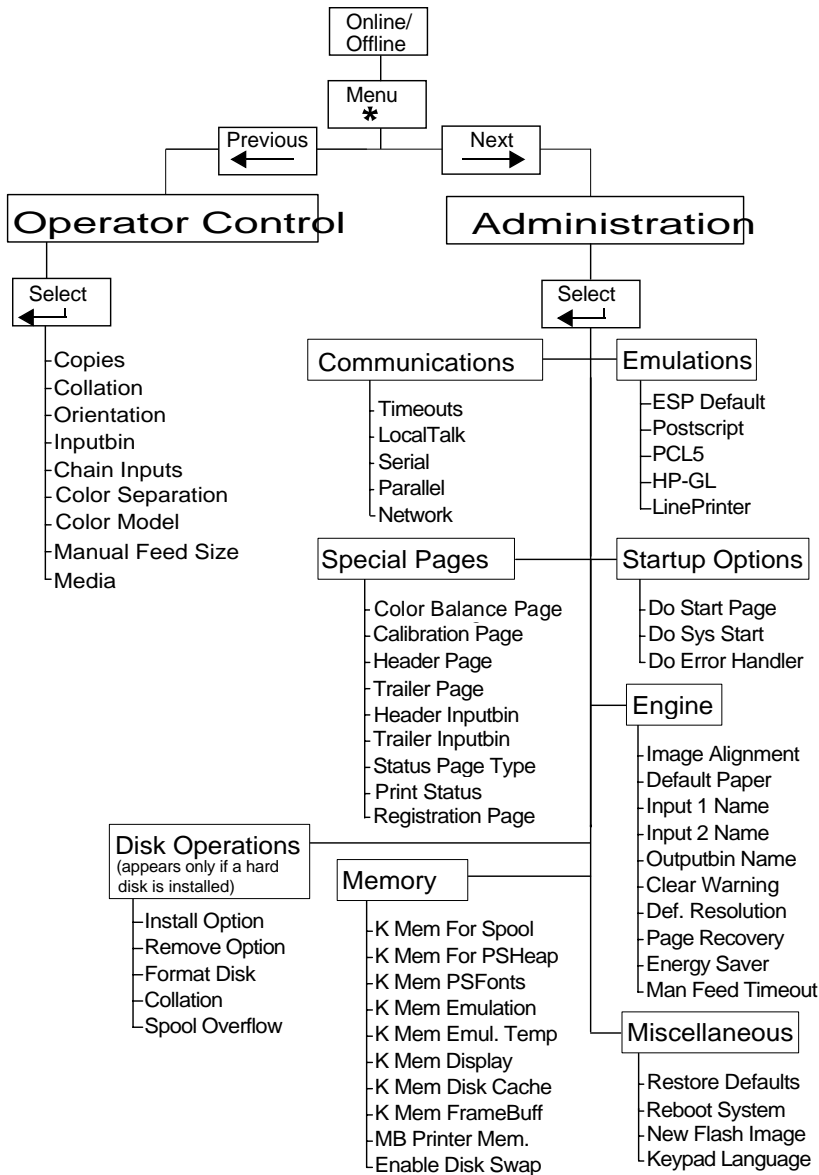 Online/
Offline
Menu
*
Previous
Next
Operator Control
Administration
Select
Select
Copies
Collation
Orientation
Inputbin
Chain Inputs
Color Separation
Color Model
Manual Feed Size
Media
Communications
Timeouts
LocalTalk
Serial
Parallel
Network
Emulations
ESP Default
Postscript
PCL5
HP-GL
LinePrinter
Special Pages
Color Balance Page
Calibration Page
Header Page
Trailer Page
Header Inputbin
Trailer Inputbin
Status Page Type
Print Status
Registration Page
Startup Options
Do Start Page
Do Sys Start
Do Error Handler
Engine
Image Alignment
Default Paper
Input 1 Name
Input 2 Name
Outputbin Name
Clear Warning
Def. Resolution
Page Recovery
Energy Saver
Man Feed Timeout
Disk Operations
(appears only if a hard
disk is installed)
Install Option
Remove Option
Format Disk
Collation
Spool Overflow
Memory
K Mem For Spool
K Mem For PSHeap
K Mem PSFonts
K Mem Emulation
K Mem Emul. Temp
K Mem Display
K Mem Disk Cache
K Mem FrameBuff
MB Printer Mem.
Enable Disk Swap
Miscellaneous
Restore Defaults
Reboot System
New Flash Image
Keypad Language